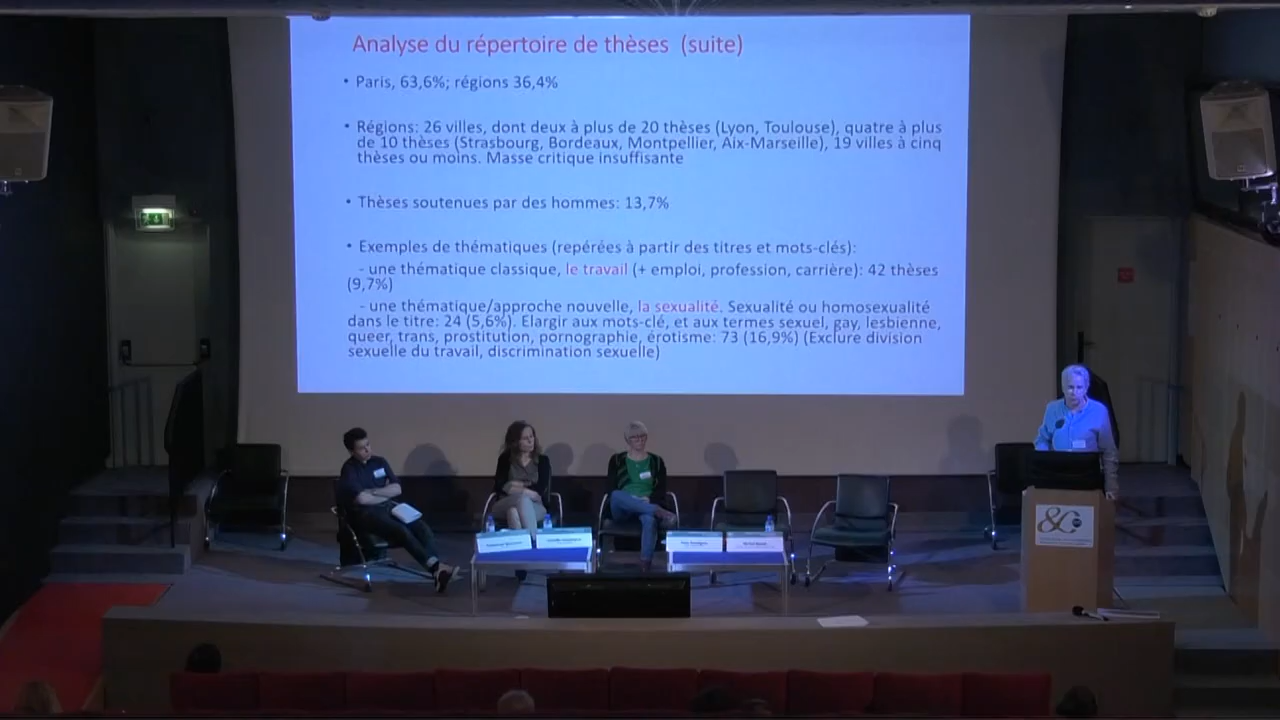 Analyse du répertoire de thèses (suite)
• Paris, 63,6%; régions 36,4%
• Régions: 26 villes, dont deux à plus de 20 thèses (Lyon, Toulouse), quatre à plus
de 10 thèses (Strasbourg, Bordeaux, Montpellier, Aix-Marseille), 19 villes à cinq
thèses ou moins. Masse critique insuffisante
• Thèses soutenues par des hommes: 13,7%
• Exemples de thématiques (repérées à partir des titres et mots-clés):
- une thématique classique, le travail (+ emploi, profession, carrière): 42 thèses
(9,7%)
- une thématique/approche nouvelle, la sexualité. Sexualité ou homosexualité
dans le titre: 24 (5,6%). Elargir aux mots-clé, et aux termes sexuel, gay, lesbienne,
queer, trans, prostitution, pornographie, érotisme: 73 (16,9%) (Exclure division
sexuelle du travail, discrimination sexuelle)